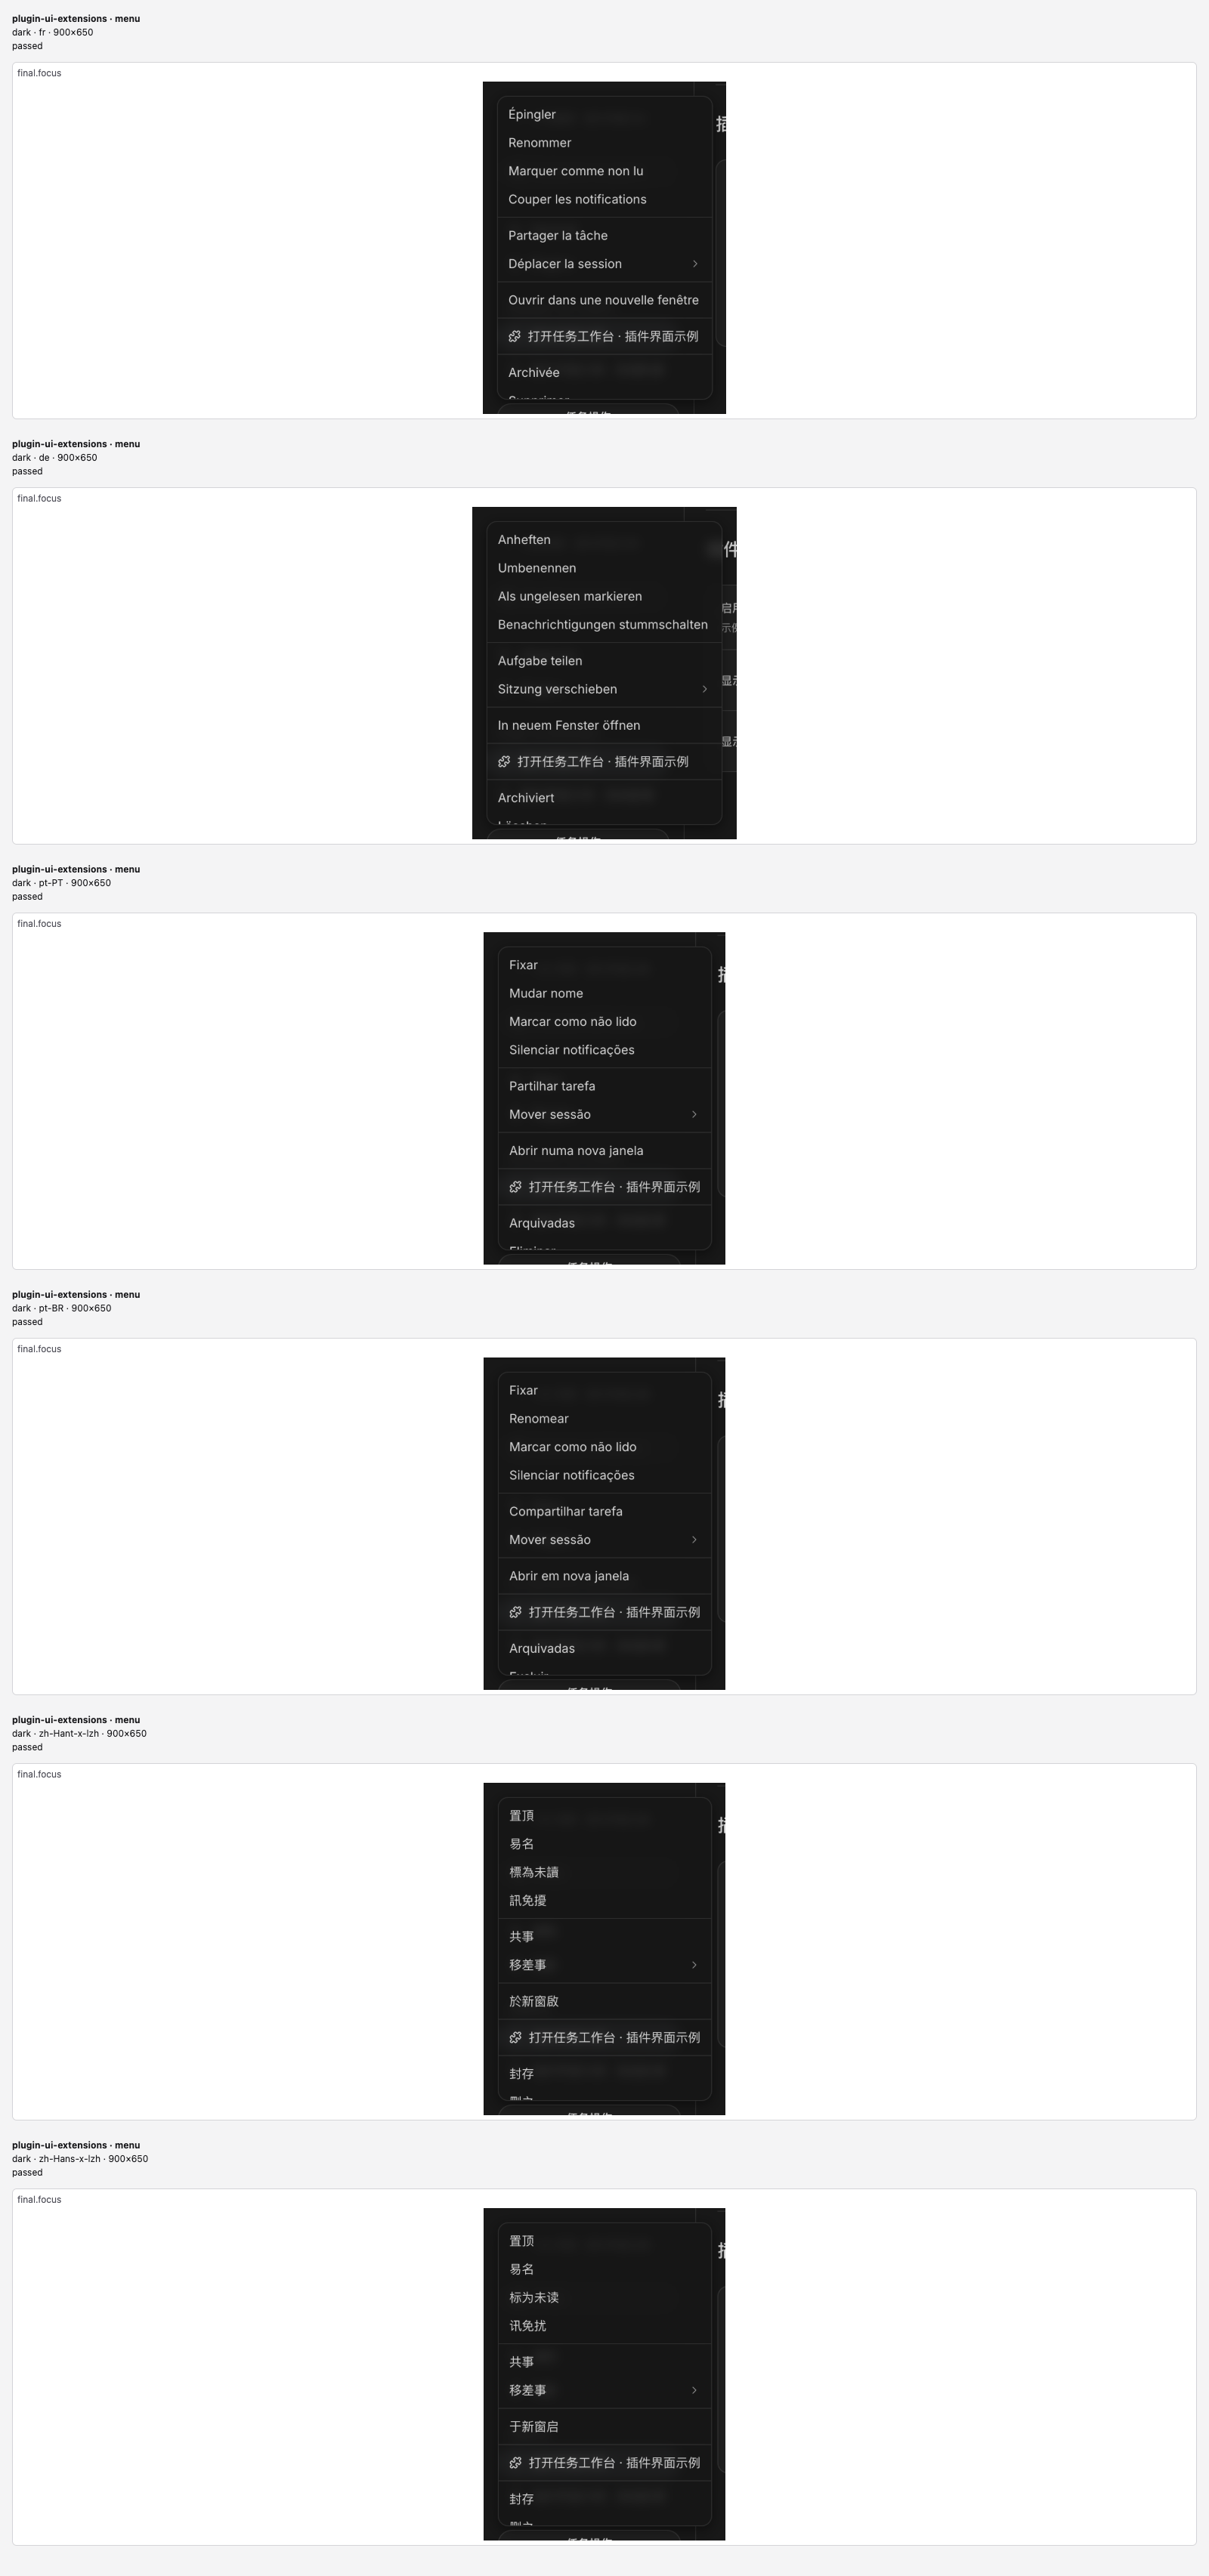 plugin-ui-extensions · menu
dark · fr · 900×650
passed
final.focus
Épingler
Renommer
Marquer comme non lu
Couper les notifications
Partager la tâche
Déplacer la session
Ouvrir dans une nouvelle fenêtre
打开任务工作台 · 插件界面示例
Archivée
plugin-ui-extensions · menu
dark · de · 900×650
passed
final.focus
Anheften
Umbenennen
Als ungelesen markieren
Benachrichtigungen stummschalten
Aufgabe teilen
Sitzung verschieben
In neuem Fenster öffnen
打开任务工作台 · 插件界面示例
Archiviert
plugin-ui-extensions · menu
dark · pt-PT · 900×650
passed
final.focus
Fixar
Mudar nome
Marcar como não lido
Silenciar notificações
Partilhar tarefa
Mover sessão
Abrir numa nova janela
打开任务工作台 · 插件界面示例
Arquivadas
plugin-ui-extensions · menu
dark · pt-BR · 900×650
passed
final.focus
Fixar
Renomear
Marcar como não lido
Silenciar notificações
Compartilhar tarefa
Mover sessão
Abrir em nova janela
打开任务工作台 · 插件界面示例
Arquivadas
plugin-ui-extensions · menu
dark · zh-Hant-x-lzh · 900×650
passed
final.focus
置頂
易名
標為未讀
訊免擾
共事
移差事
於新窗啟
打开任务工作台 · 插件界面示例
封存
plugin-ui-extensions · menu
dark · zh-Hans-x-lzh · 900×650
passed
final.focus
置顶
易名
标为未读
讯免扰
共事
移差事
于新窗启
打开任务工作台 · 插件界面示例
封存